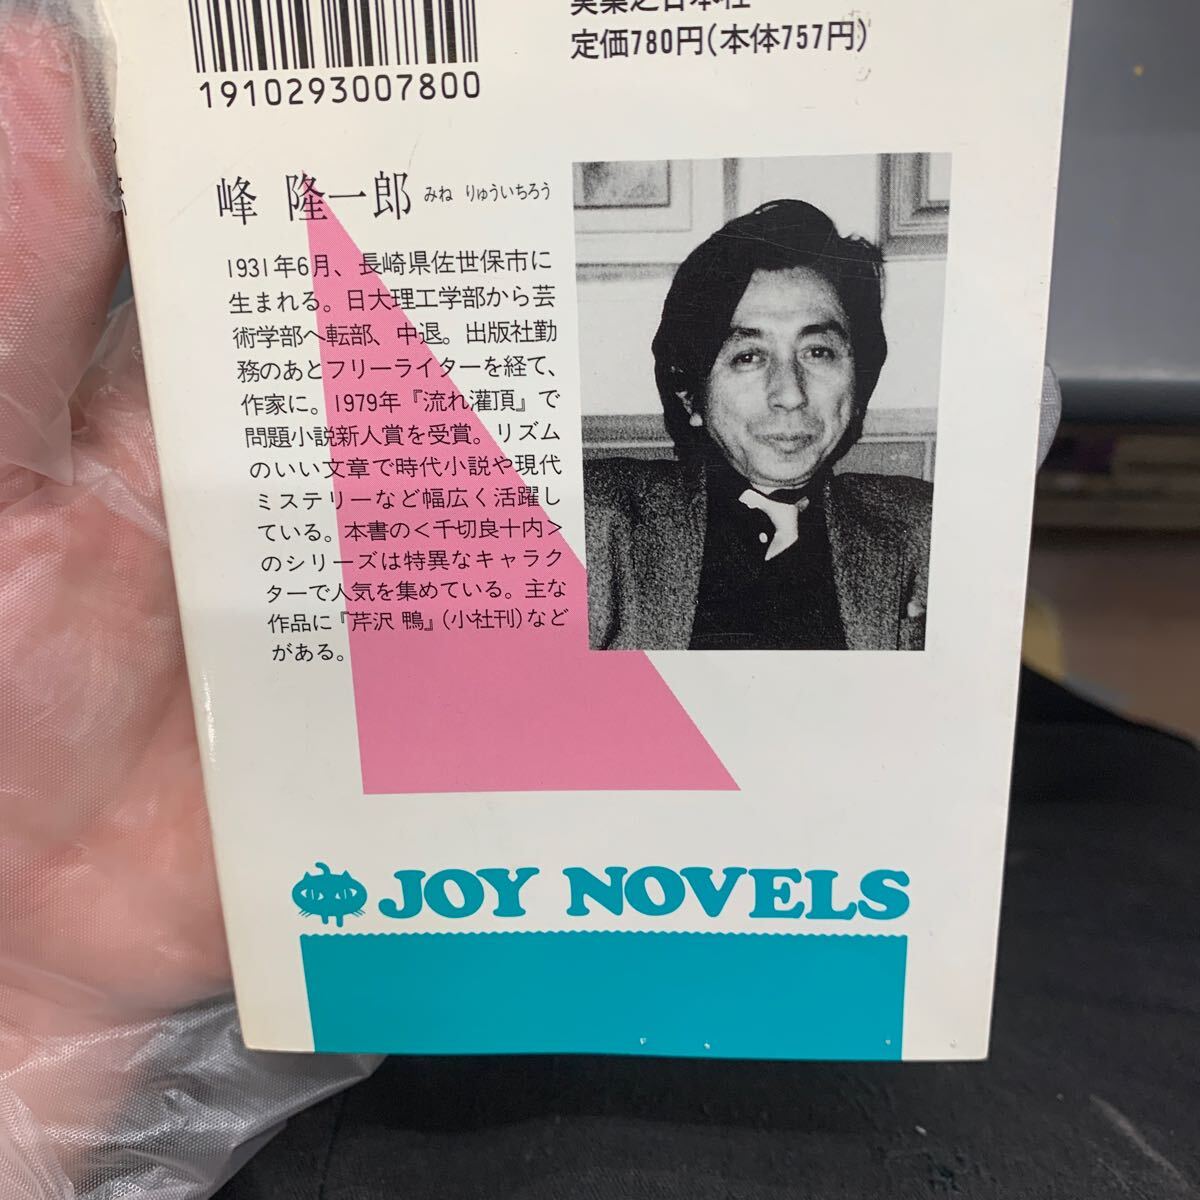 実業之日本社
定価780円(本体757円)
1910293007800
峰 隆一郎 みね りゅういちろう
1931年6月、長崎県佐世保市に
生まれる。日大理工学部から芸
術学部へ転部、中退。出版社勤
務のあとフリーライターを経て、
作家に。1979年『流れ灌頂』で
問題小説新人賞を受賞。リズム
のいい文章で時代小説や現代
ミステリーなど幅広く活躍し
ている。本書の<千切良十内>
のシリーズは特異なキャラク
ターで人気を集めている。主な
作品に『芹沢 鴨』(小社刊)など
がある。
JOY NOVELS